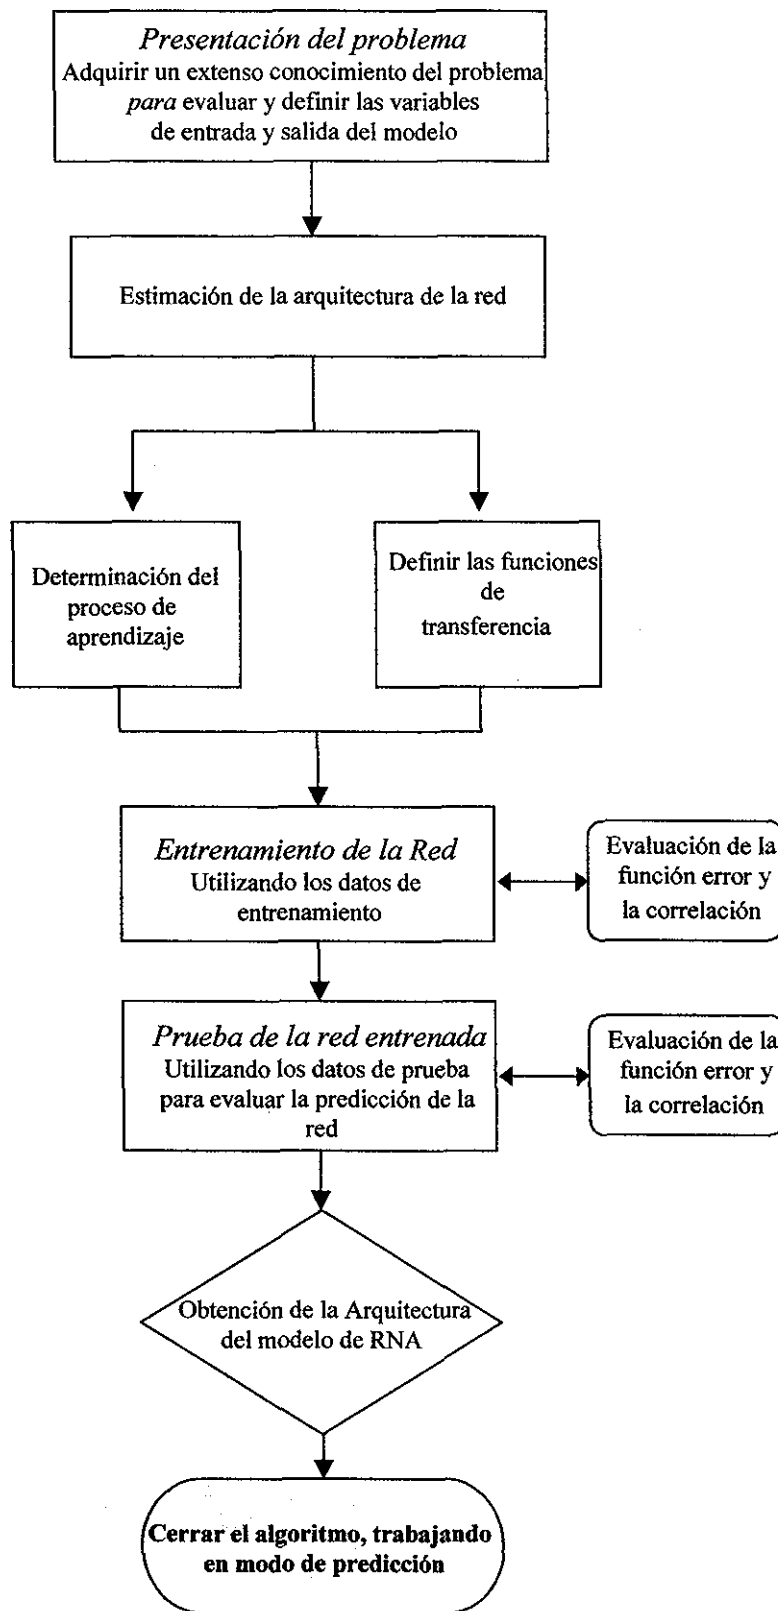 Presentación del problema
Adquirir un extenso conocimiento del problema
para evaluar y definir las variables
de entrada y salida del modelo
Estimación de la arquitectura de la red
Determinación del
proceso de
aprendizaje
Definir las funciones
de
transferencia
Entrenamiento de la Red
Utilizando los datos de
entrenamiento
Evaluación de la
función error y
la correlación
Prueba de la red entrenada
Utilizando los datos de prueba
para evaluar la predicción de la
red
Evaluación de la
función error y
la correlación
Obtención de la Arquitectura
del modelo de RNA
Cerrar el algoritmo, trabajando
en modo de predicción